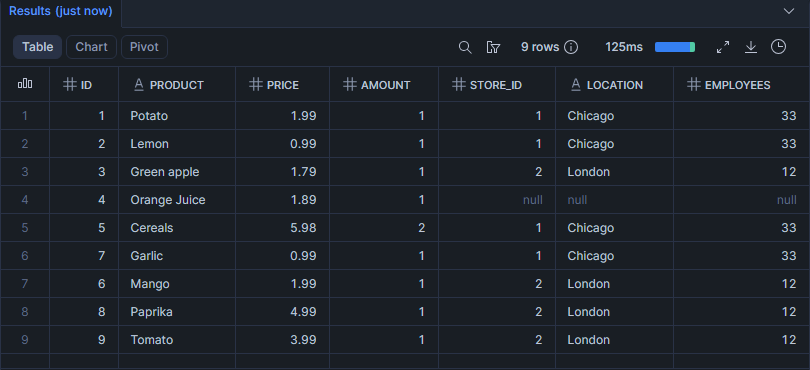 Results (just now)
Table Chart Pivot 9 rows 125ms
ID PRODUCT PRICE AMOUNT STORE_ID LOCATION EMPLOYEES
1 1 Potato 1.99 1 1 Chicago 33
2 2 Lemon 0.99 1 1 Chicago 33
3 3 Green apple 1.79 1 2 London 12
4 4 Orange Juice 1.89 1 null null null
5 5 Cereals 5.98 2 1 Chicago 33
6 7 Garlic 0.99 1 1 Chicago 33
7 6 Mango 1.99 1 2 London 12
8 8 Paprika 4.99 1 2 London 12
9 9 Tomato 3.99 1 2 London 12